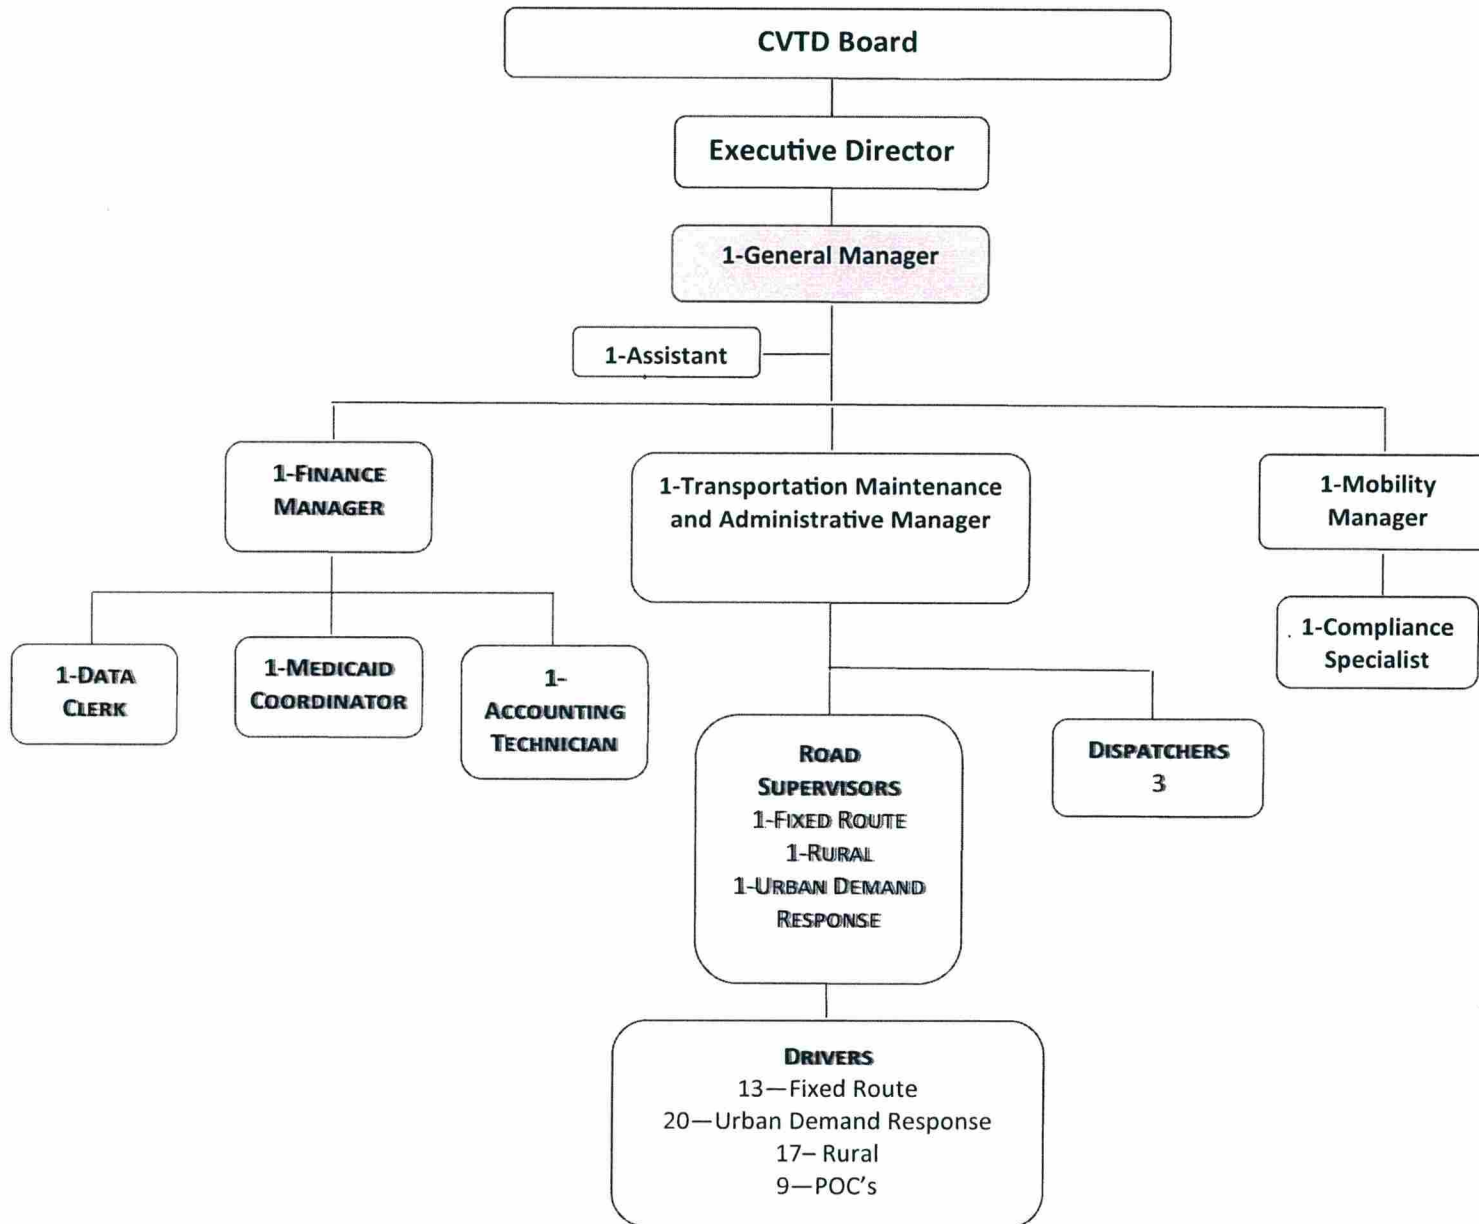 CVTD Board
Executive Director
1-General Manager
1-Assistant
1-FINANCE
MANAGER
1-Transportation Maintenance
and Administrative Manager
1-Mobility
Manager
1-DATA
CLERK
1-MEDICAID
COORDINATOR
1-
ACCOUNTING
TECHNICIAN
1-Compliance
Specialist
ROAD
SUPERVISORS
1-FIXED ROUTE
1-RURAL
1-URBAN DEMAND
RESPONSE
DISPATCHERS
3
DRIVERS
13—Fixed Route
20—Urban Demand Response
17– Rural
9—POC's